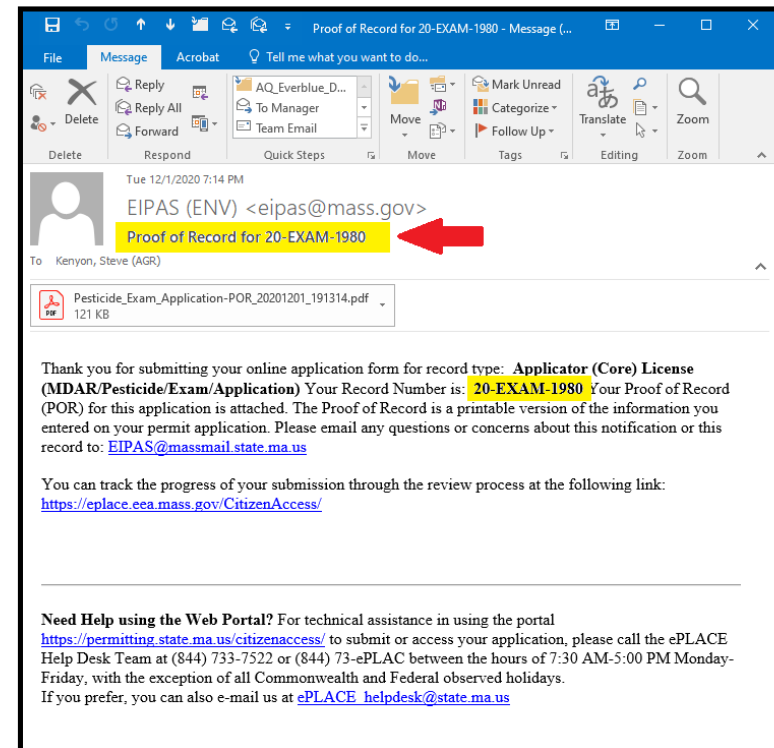 Proof of Record for 20-EXAM-1980 - Message (...
File Message Acrobat Tell me what you want to do...
Delete
Reply
Reply All
Forward
AQ_Everblue_D...
To Manager
Team Email
Move
Mark Unread
Categorize
Follow Up
Translate
Zoom
Delete Respond Quick Steps Move Tags Editing Zoom
Tue 12/1/2020 7:14 PM
EIPAS (ENV) <eipas@mass.gov>
Proof of Record for 20-EXAM-1980
To Kenyon, Steve (AGR)
PDF
Pesticide_Exam_Application-POR_20201201_191314.pdf
121 KB
Thank you for submitting your online application form for record type: Applicator (Core) License
(MDAR/Pesticide/Exam/Application) Your Record Number is: 20-EXAM-1980 Your Proof of Record
(POR) for this application is attached. The Proof of Record is a printable version of the information you
entered on your permit application. Please email any questions or concerns about this notification or this
record to: EIPAS@massmail.state.ma.us
You can track the progress of your submission through the review process at the following link:
https://eplace.eea.mass.gov/CitizenAccess/
Need Help using the Web Portal? For technical assistance in using the portal
https://permitting.state.ma.us/citizenaccess/ to submit or access your application, please call the ePLACE
Help Desk Team at (844) 733-7522 or (844) 73-ePLAC between the hours of 7:30 AM-5:00 PM Monday-
Friday, with the exception of all Commonwealth and Federal observed holidays.
If you prefer, you can also e-mail us at ePLACE_helpdesk@state.ma.us